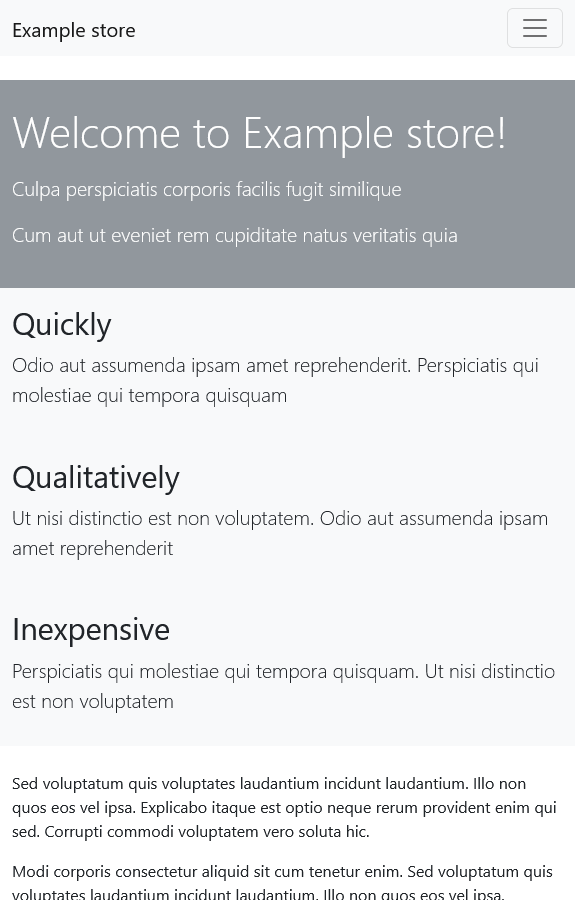 Example store
Welcome to Example store!
Culpa perspiciatis corporis facilis fugit similique
Cum aut ut eveniet rem cupiditate natus veritatis quia
Quickly
Odio aut assumenda ipsam amet reprehenderit. Perspiciatis qui
molestiae qui tempora quisquam
Qualitatively
Ut nisi distinctio est non voluptatem. Odio aut assumenda ipsam
amet reprehenderit
Inexpensive
Perspiciatis qui molestiae qui tempora quisquam. Ut nisi distinctio
est non voluptatem
Sed voluptatum quis voluptates laudantium incidunt laudantium. Illo non
quos eos vel ipsa. Explicabo itaque est optio neque rerum provident enim qui
sed. Corrupti commodi voluptatem vero soluta hic.
Modi corporis consectetur aliquid sit cum tenetur enim. Sed voluptatum quis
voluptates laudantium incidunt laudantium. Illo non quos eos vel ipsa.